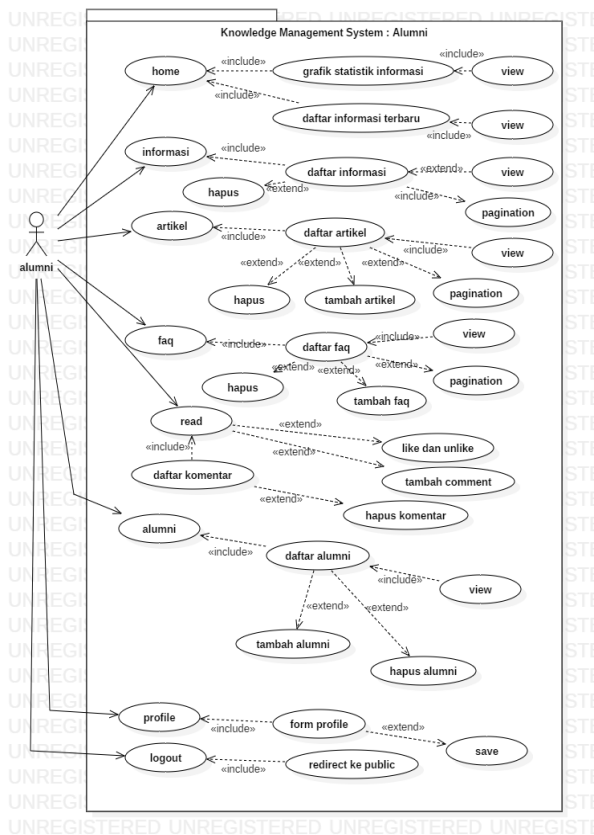 Knowledge Management System : Alumni
home
«include»
grafik statistik informasi
«include»
view
«include»
daftar informasi terbaru
«include»
view
informasi
«include»
daftar informasi
«extend»
view
hapus
«extend»
«include»
pagination
artikel
«include»
daftar artikel
«include»
view
«extend»
«extend»
«extend»
hapus
tambah artikel
pagination
alumni
faq
«include»
daftar faq
«include»
view
«extend»
«extend»
«extend»
hapus
tambah faq
pagination
read
«extend»
like dan unlike
«include»
«extend»
daftar komentar
tambah comment
«extend»
hapus komentar
alumni
«include»
daftar alumni
«include»
view
«extend»
«extend»
tambah alumni
hapus alumni
profile
«include»
form profile
«extend»
save
logout
«include»
redirect ke public
UNREGISTERED UNREGISTERED UNREGISTERED UNREGISTERED